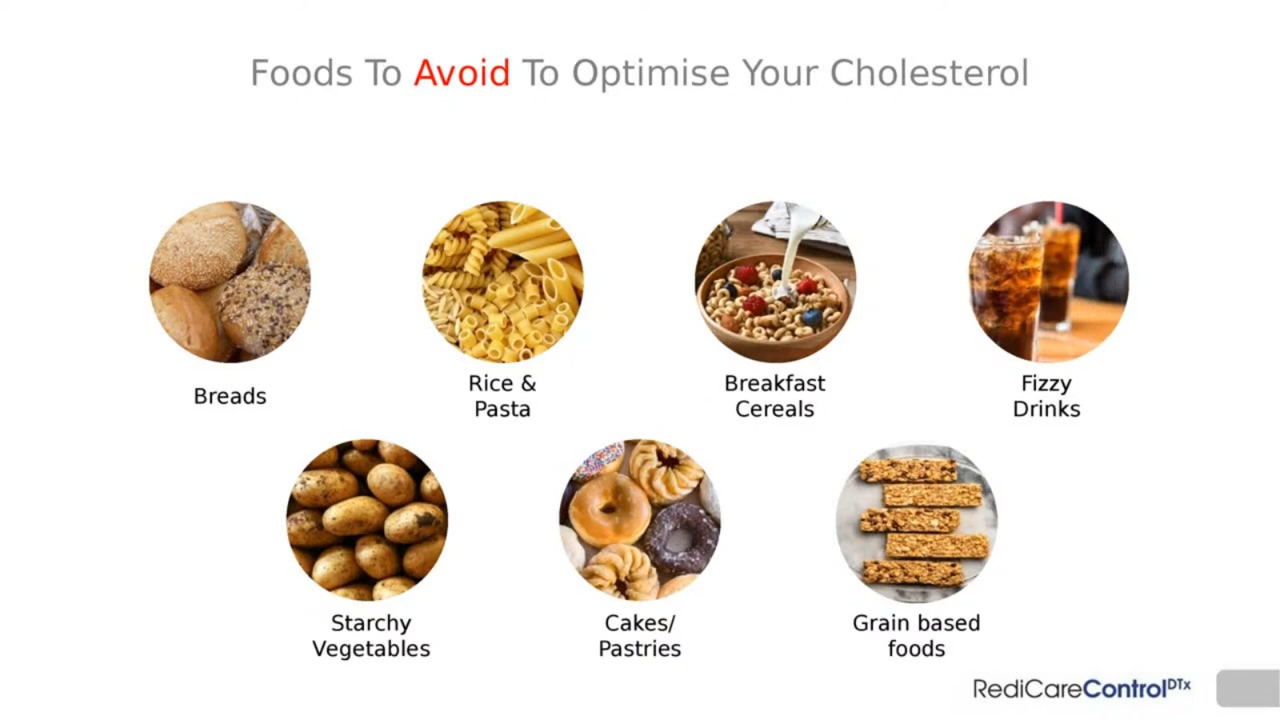 Foods To Avoid To Optimise Your Cholesterol
Breads
Rice &
Pasta
Breakfast
Cereals
Fizzy
Drinks
Starchy
Vegetables
Cakes/
Pastries
Grain based
foods
RediCareControlDTx